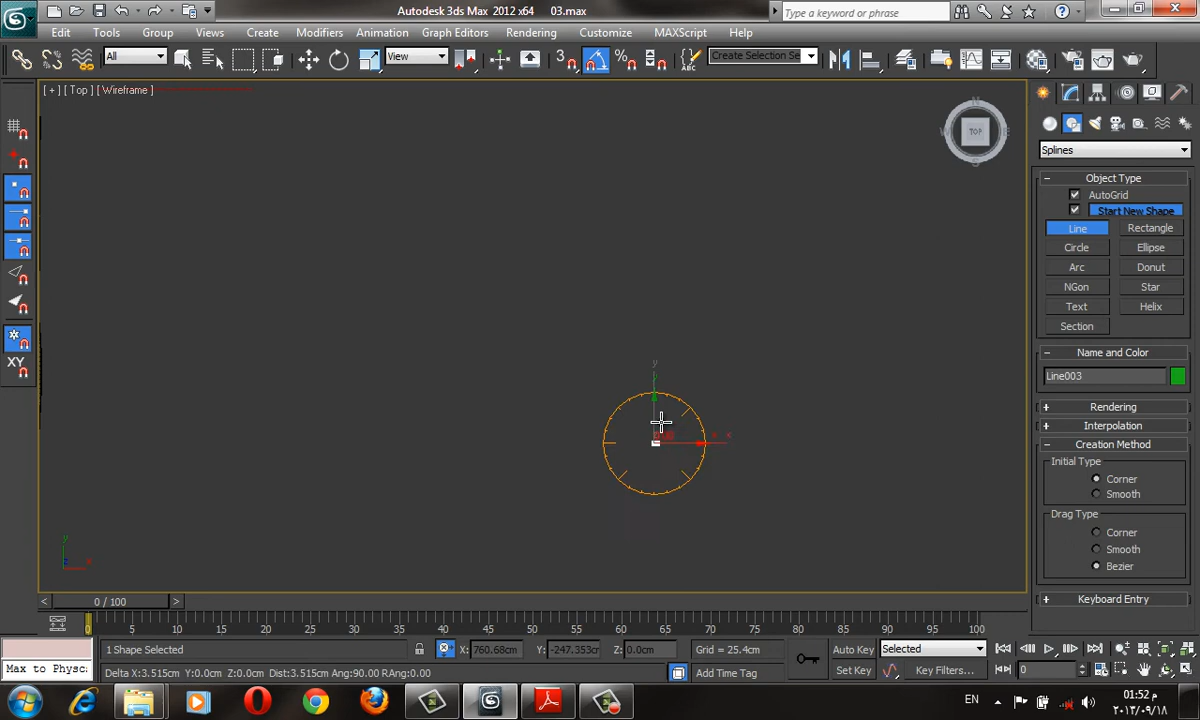 Autodesk 3ds Max 2012 x64 03.max
Type a keyword or phrase
Edit Tools Group Views Create Modifiers Animation Graph Editors Rendering Customize MAXScript Help
All View 3 Create Selection Se
[ + ] [ Top ] [ Wireframe ]
TOP
Splines
Object Type
AutoGrid
Start New Shape
Line Rectangle
Circle Ellipse
Arc Donut
NGon Star
Text Helix
Section
Name and Color
Line003
Rendering
Interpolation
Creation Method
Initial Type
Corner
Smooth
Drag Type
Corner
Smooth
Bezier
Keyboard Entry
XY
y
x
y
x
0 / 100
0 5 10 15 20 25 30 35 40 45 50 55 60 65 70 75 80 85 90 95 100
1 Shape Selected X: 760.68cm Y: -247.353cm Z: 0.0cm Grid = 25.4cm Auto Key Selected
Max to Physc: Delta X:3.515cm Y:0.0cm Z:0.0cm Dist:3.515cm Ang:90.00 RAng:0.00 Add Time Tag Set Key Key Filters... 0
EN
01:52 م
٢٠١٣/٠٩/١٨